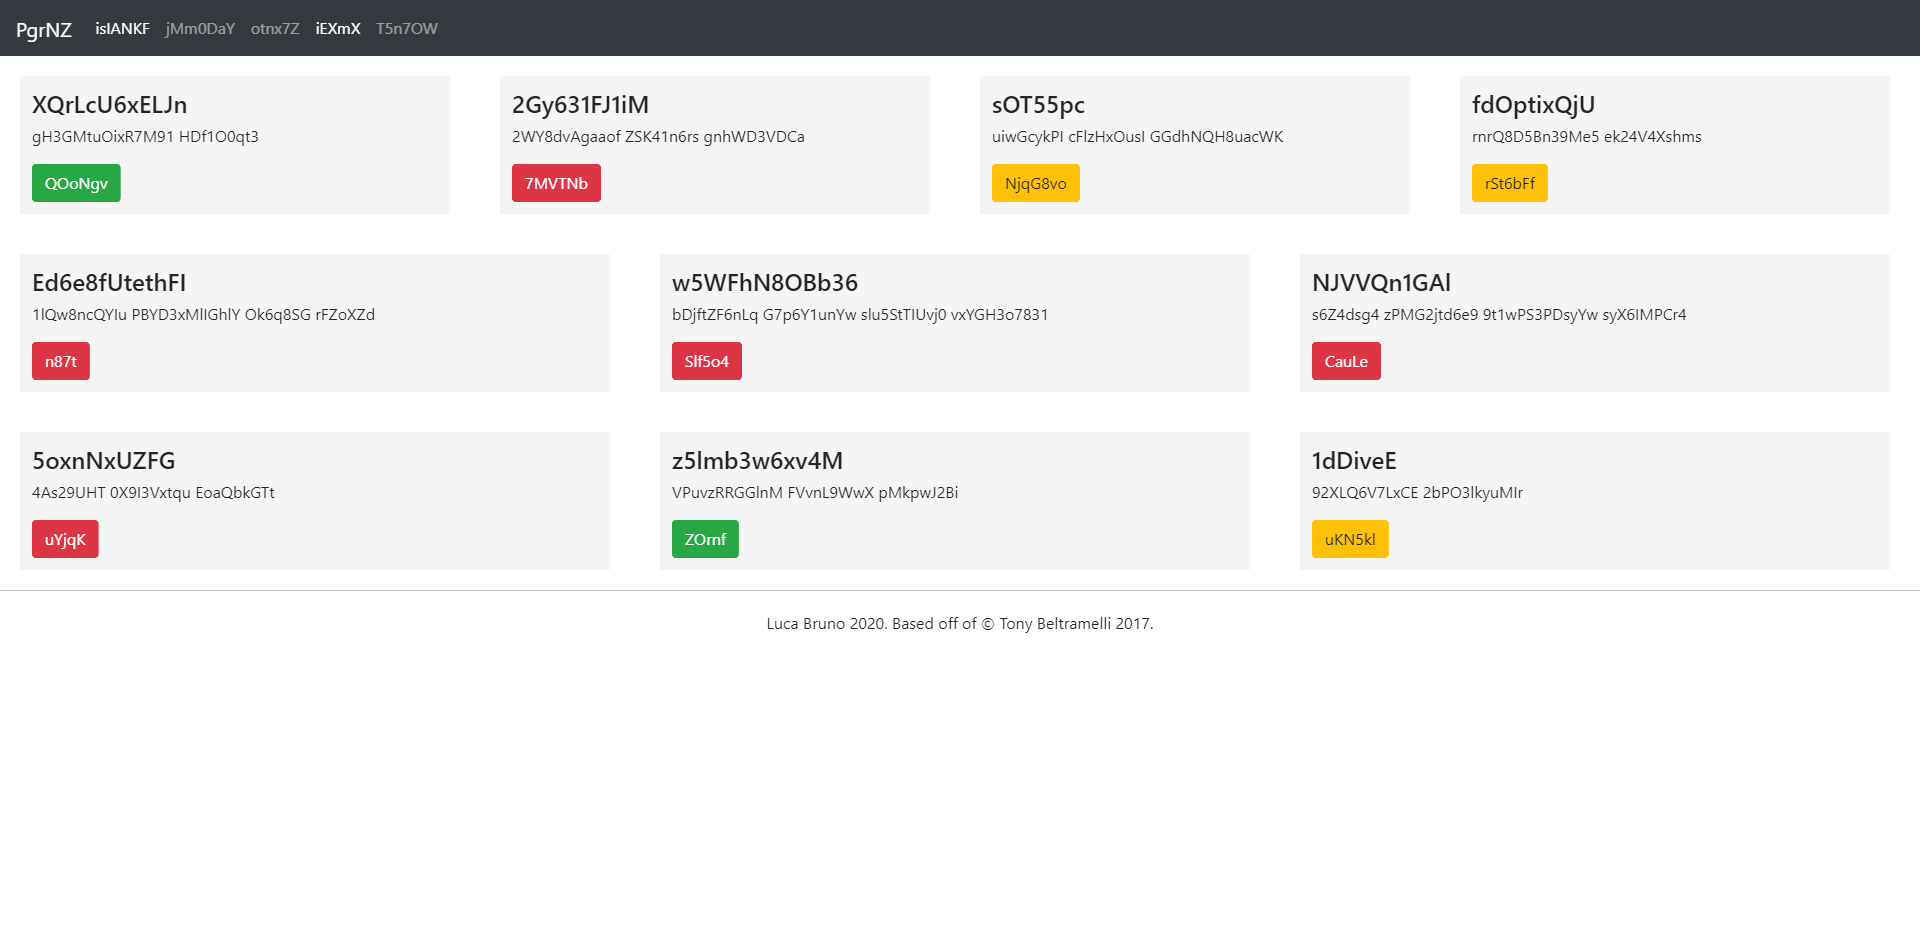 PgrNZ isIANKF jMm0DaY otnx7Z iEXmX T5n7OW
XQrLcU6xELJn
gH3GMtuOixR7M91 HDf1O0qt3
QOoNgv
2Gy631FJ1iM
2WY8dvAgaaof ZSK41n6rs gnhWD3VDCa
7MVTNb
sOT55pc
uiwGcykPI cFlzHxOusI GGdhNQH8uacWK
NjqG8vo
fdOptixQjU
rnrQ8D5Bn39Me5 ek24V4Xshms
rSt6bFf
Ed6e8fUtethFI
1lQw8ncQYIu PBYD3xMlIGhlY Ok6q8SG rFZoXZd
n87t
w5WFhN8OBb36
bDjftZF6nLq G7p6Y1unYw slu5StTIUvj0 vxYGH3o7831
Slf5o4
NJVVQn1GAl
s6Z4dsg4 zPMG2jtd6e9 9t1wPS3PDsyYw syX6IMPCr4
CauLe
5oxnNxUZFG
4As29UHT 0X9I3Vxtqu EoaQbkGTt
uYjqK
z5lmb3w6xv4M
VPuvzRRGGlnM FVvnL9WwX pMkpwJ2Bi
ZOrnf
1dDiveE
92XLQ6V7LxCE 2bPO3lkyuMIr
uKN5kl
Luca Bruno 2020. Based off of © Tony Beltramelli 2017.